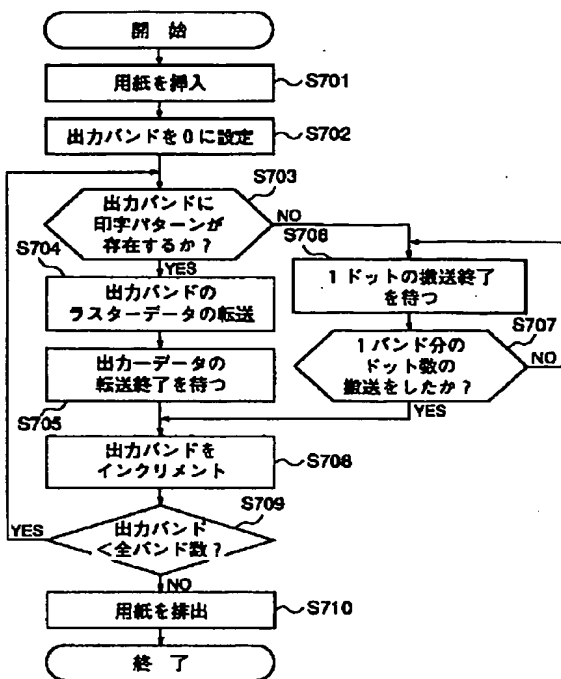 開 始
用紙を挿入
S701
出力バンドを0に設定
S702
S703
出力バンドに
印字パターンが
存在するか?
NO
YES
S704
出力バンドの
ラスターデータの転送
出力ーデータの
転送終了を待つ
S705
S706
1ドットの搬送終了
を待つ
S707
1バンド分の
ドット数の
搬送をしたか?
NO
YES
出力バンドを
インクリメント
S708
S709
出力バンド
<全バンド数?
YES
NO
用紙を排出
S710
終 了